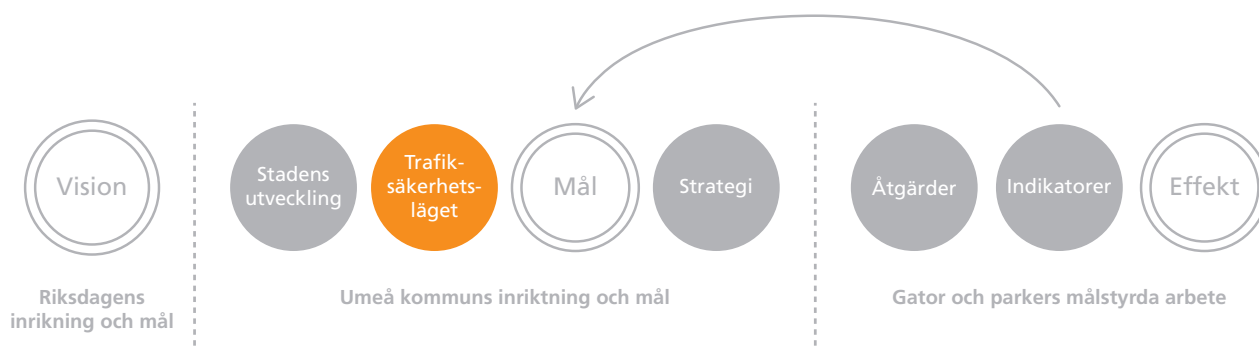 Vision
Stadens
utveckling
Trafik-
säkerhets-
läget
Mål
Strategi
Åtgärder
Indikatorer
Effekt
Riksdagens
inrikning och mål
Umeå kommuns inriktning och mål
Gator och parkers målstyrda arbete